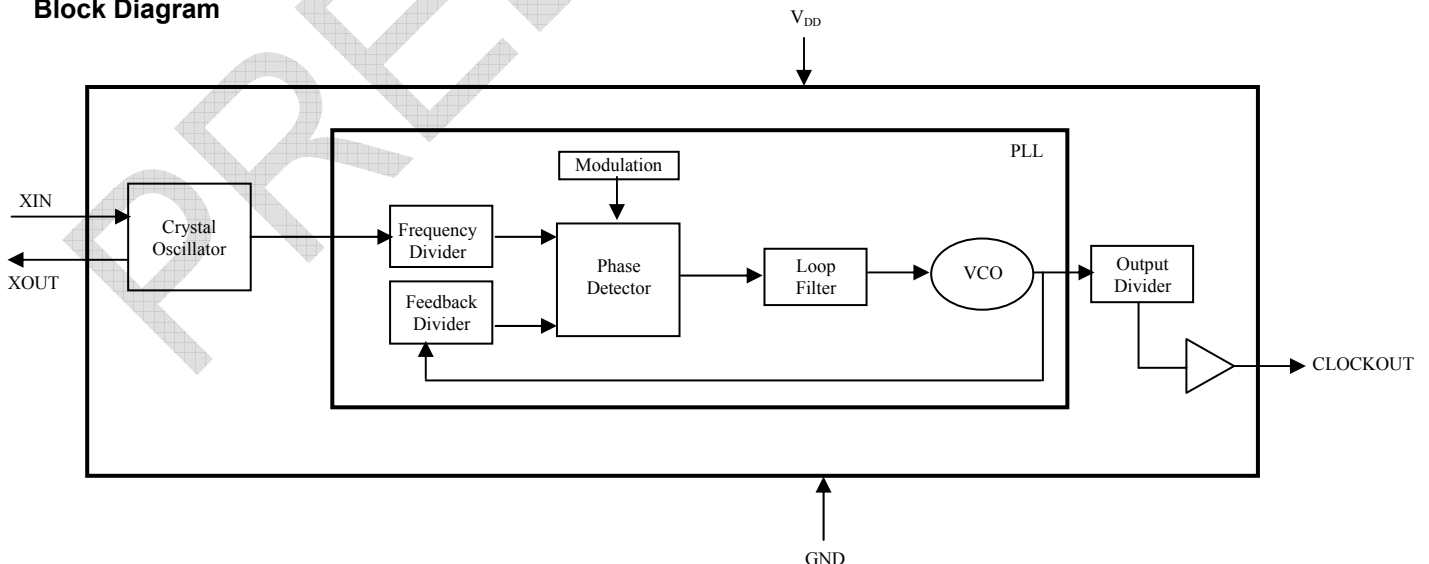 Block Diagram
VDD
PLL
Modulation
XIN
XOUT
Crystal
Oscillator
Frequency
Divider
Feedback
Divider
Phase
Detector
Loop
Filter
VCO
Output
Divider
CLOCKOUT
GND